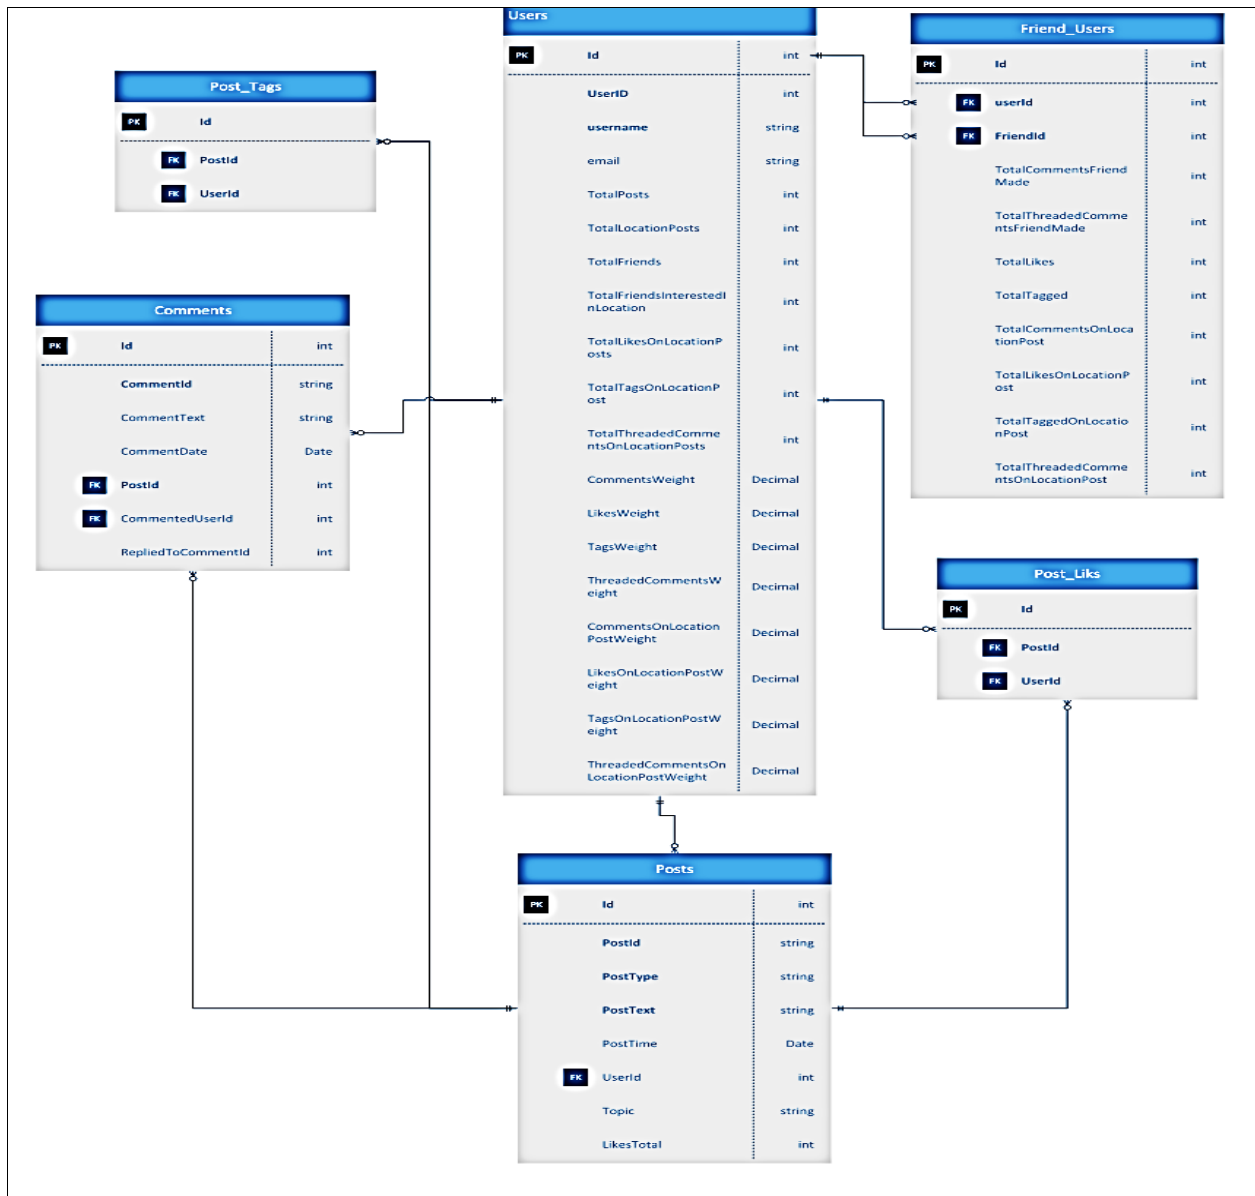 Users
PK Id int
UserID int
username string
email string
TotalPosts int
TotalLocationPosts int
TotalFriends int
TotalFriendsInterestedI
nLocation int
TotalLikesOnLocationP
osts int
TotalTagsOnLocationP
ost int
TotalThreadedComme
ntsOnLocationPosts int
CommentsWeight Decimal
LikesWeight Decimal
TagsWeight Decimal
ThreadedCommentsW
eight Decimal
CommentsOnLocation
PostWeight Decimal
LikesOnLocationPostW
eight Decimal
TagsOnLocationPostW
eight Decimal
ThreadedCommentsOn
LocationPostWeight Decimal
Friend_Users
PK Id int
FK userId int
FK FriendId int
TotalCommentsFriend
Made int
TotalThreadedComme
ntsFriendMade int
TotalLikes int
TotalTagged int
TotalCommentsOnLoca
tionPost int
TotalLikesOnLocationP
ost int
TotalTaggedOnLocatio
nPost int
TotalThreadedComme
ntsOnLocationPost int
Post_Tags
PK Id
FK PostId
FK UserId
Comments
PK Id int
CommentId string
CommentText string
CommentDate Date
FK PostId int
FK CommentedUserId int
RepliedToCommentId int
Post_Liks
PK Id
FK PostId
FK UserId
Posts
PK Id int
PostId string
PostType string
PostText string
PostTime Date
FK UserId int
Topic string
LikesTotal int